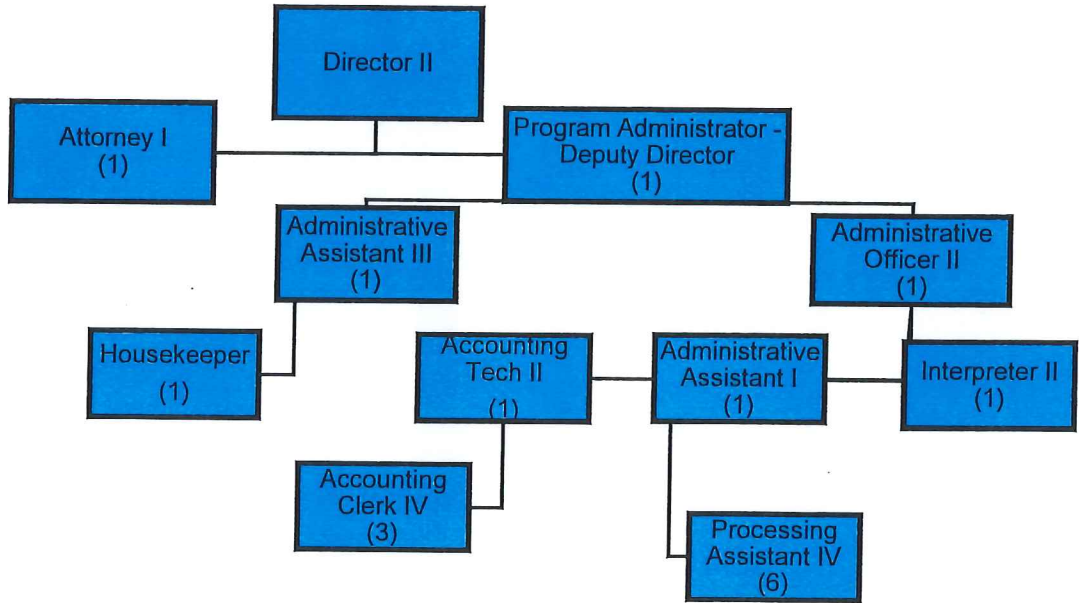 Director II
Attorney I
(1)
Program Administrator -
Deputy Director
(1)
Administrative
Assistant III
(1)
Administrative
Officer II
(1)
Housekeeper
(1)
Accounting
Tech II
(1)
Administrative
Assistant I
(1)
Interpreter II
(1)
Accounting
Clerk IV
(3)
Processing
Assistant IV
(6)